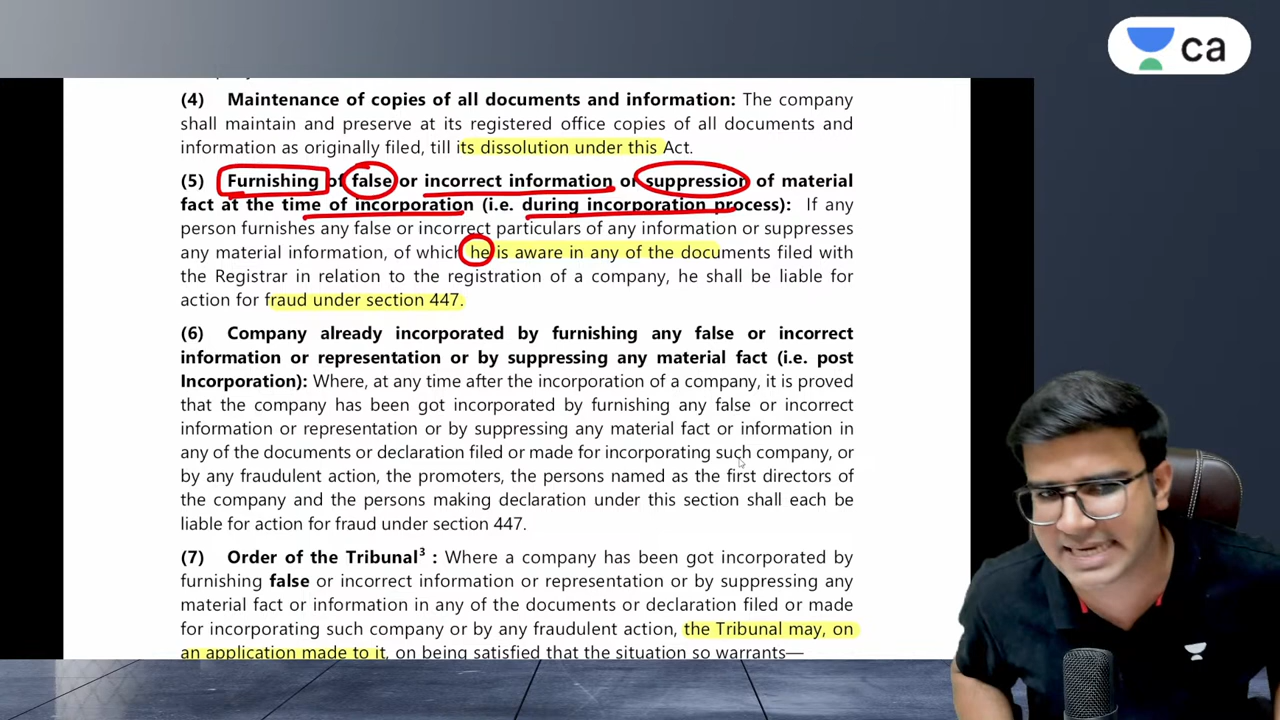 ca
(4) Maintenance of copies of all documents and information: The company
shall maintain and preserve at its registered office copies of all documents and
information as originally filed, till its dissolution under this Act.
(5) Furnishing of false or incorrect information or suppression of material
fact at the time of incorporation (i.e. during incorporation process): If any
person furnishes any false or incorrect particulars of any information or suppresses
any material information, of which he is aware in any of the documents filed with
the Registrar in relation to the registration of a company, he shall be liable for
action for fraud under section 447.
(6) Company already incorporated by furnishing any false or incorrect
information or representation or by suppressing any material fact (i.e. post
Incorporation): Where, at any time after the incorporation of a company, it is proved
that the company has been got incorporated by furnishing any false or incorrect
information or representation or by suppressing any material fact or information in
any of the documents or declaration filed or made for incorporating such company, or
by any fraudulent action, the promoters, the persons named as the first directors of
the company and the persons making declaration under this section shall each be
liable for action for fraud under section 447.
(7) Order of the Tribunal³ : Where a company has been got incorporated by
furnishing false or incorrect information or representation or by suppressing any
material fact or information in any of the documents or declaration filed or made
for incorporating such company or by any fraudulent action, the Tribunal may, on
an application made to it, on being satisfied that the situation so warrants—